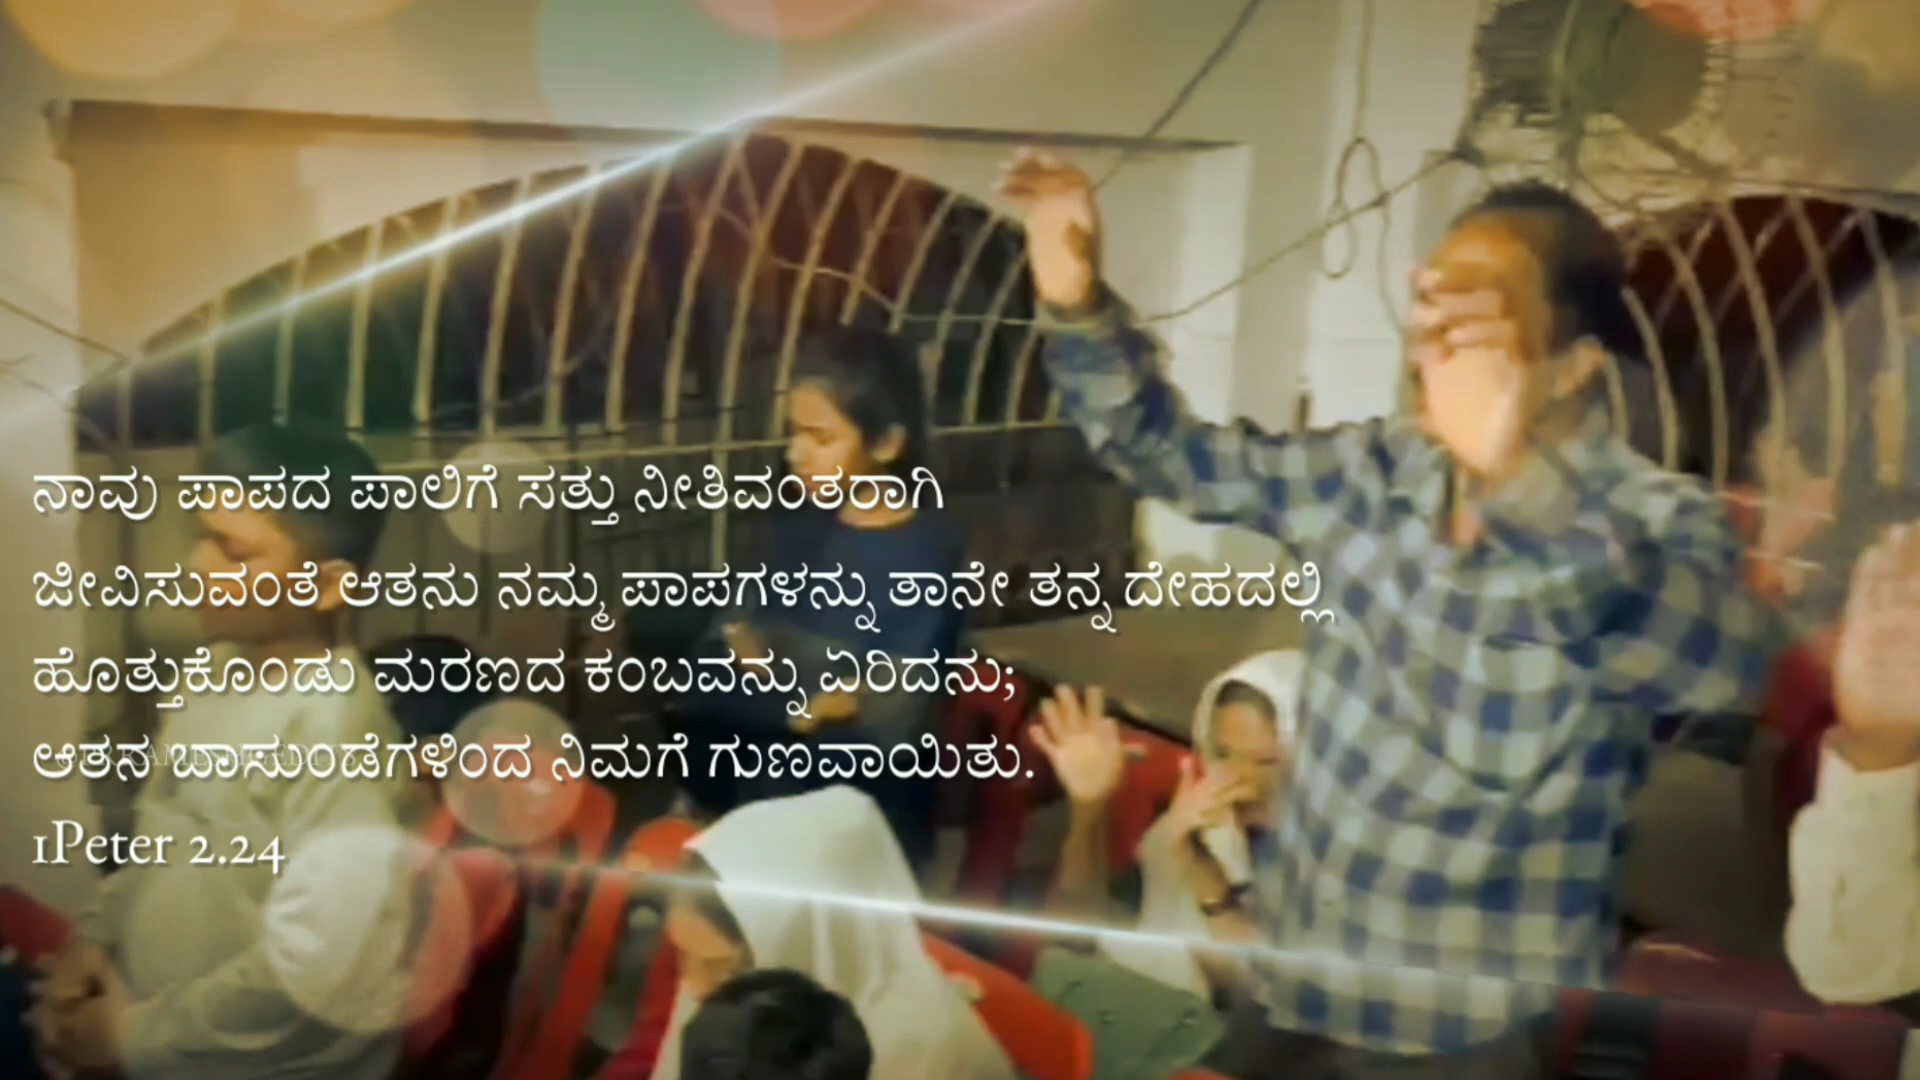 ನಾವು ಪಾಪದ ಪಾಲಿಗೆ ಸತ್ತು ನೀತಿವಂತರಾಗಿ
ಜೀವಿಸುವಂತೆ ಆತನು ನಮ್ಮ ಪಾಪಗಳನ್ನು ತಾನೇ ತನ್ನ ದೇಹದಲ್ಲಿ
ಹೊತ್ತುಕೊಂಡು ಮರಣದ ಕಂಬವನ್ನು ಏರಿದನು;
ಆತನ ಬಾಸುಂಡೆಗಳಿಂದ ನಿಮಗೆ ಗುಣವಾಯಿತು.
1Peter 2.24